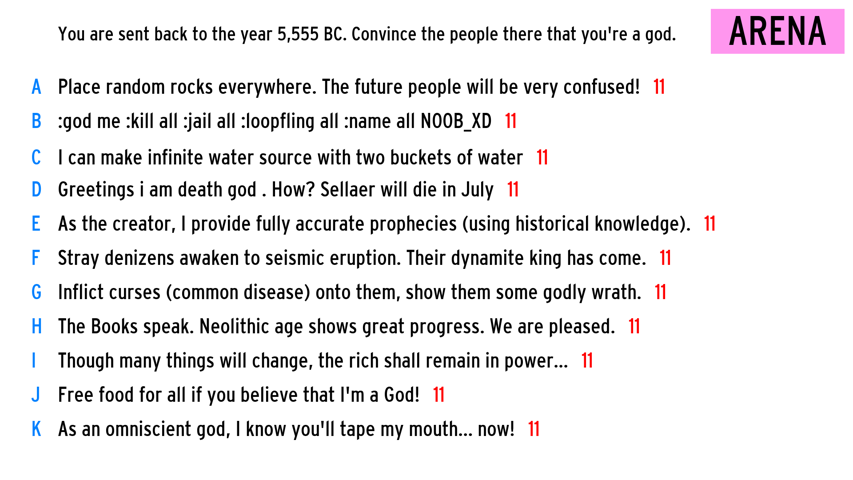 You are sent back to the year 5,555 BC. Convince the people there that you're a god.
ARENA
A Place random rocks everywhere. The future people will be very confused! 11
B :god me :kill all :jail all :loopfling all :name all N00B_XD 11
C I can make infinite water source with two buckets of water 11
D Greetings i am death god . How? Sellaer will die in July 11
E As the creator, I provide fully accurate prophecies (using historical knowledge). 11
F Stray denizens awaken to seismic eruption. Their dynamite king has come. 11
G Inflict curses (common disease) onto them, show them some godly wrath. 11
H The Books speak. Neolithic age shows great progress. We are pleased. 11
I Though many things will change, the rich shall remain in power... 11
J Free food for all if you believe that I'm a God! 11
K As an omniscient god, I know you'll tape my mouth... now! 11